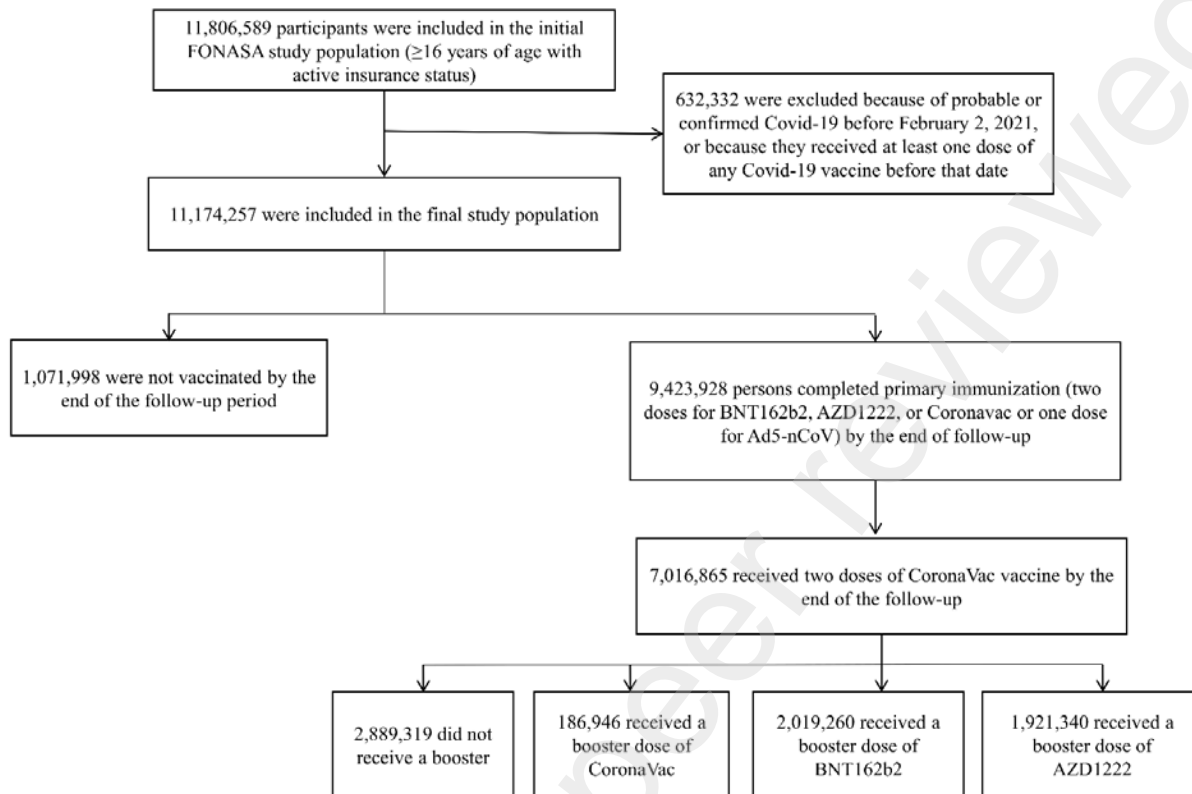 11,806,589 participants were included in the initial
FONASA study population (≥16 years of age with
active insurance status)
632,332 were excluded because of probable or
confirmed Covid-19 before February 2, 2021,
or because they received at least one dose of
any Covid-19 vaccine before that date
11,174,257 were included in the final study population
1,071,998 were not vaccinated by the
end of the follow-up period
9,423,928 persons completed primary immunization (two
doses for BNT162b2, AZD1222, or Coronavac or one dose
for Ad5-nCoV) by the end of follow-up
7,016,865 received two doses of CoronaVac vaccine by the
end of the follow-up
2,889,319 did not
receive a booster
186,946 received a
booster dose of
CoronaVac
2,019,260 received a
booster dose of
BNT162b2
1,921,340 received a
booster dose of
AZD1222
peer reviewed